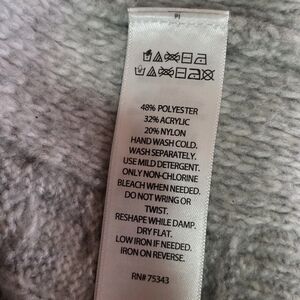 48% POLYESTER
32% ACRYLIC
20% NYLON
HAND WASH COLD.
WASH SEPARATELY.
USE MILD DETERGENT.
ONLY NON-CHLORINE
BLEACH WHEN NEEDED.
DO NOT WRING OR
TWIST.
RESHAPE WHILE DAMP.
DRY FLAT.
LOW IRON IF NEEDED.
IRON ON REVERSE.
RN# 75343